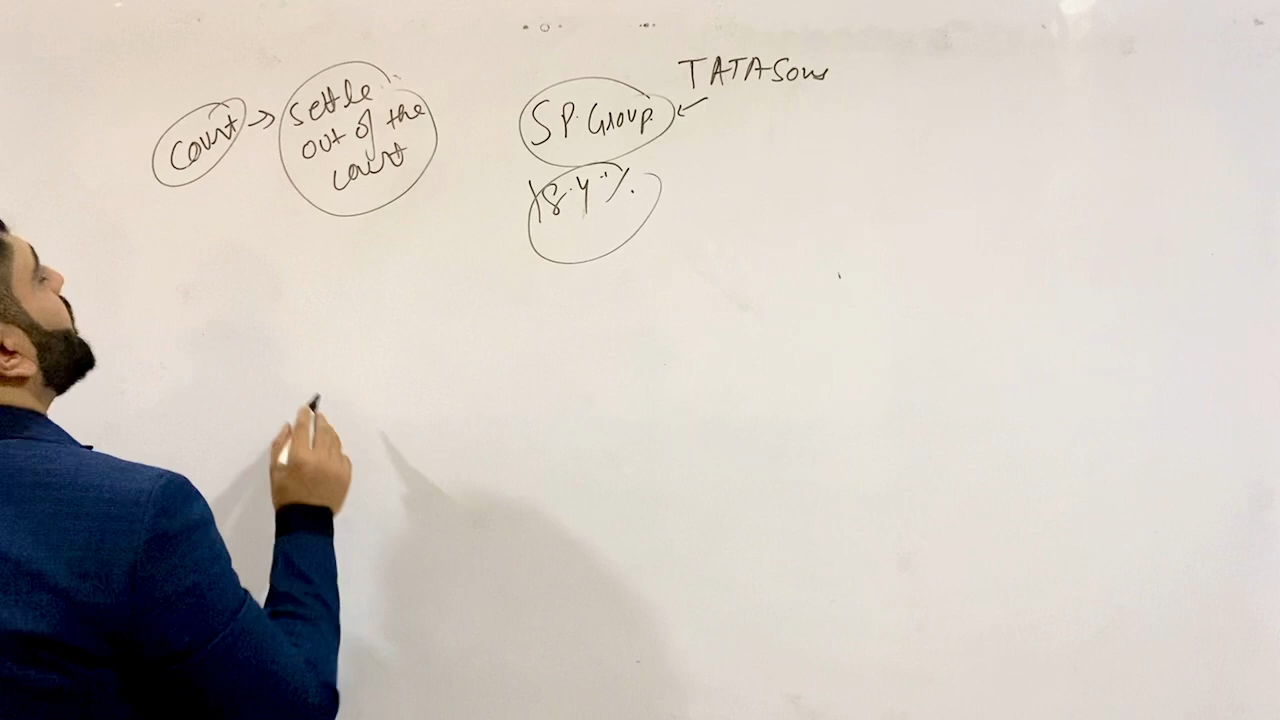 Court →
Settle
out of the
court
TATA Sons
S P. Group ←
18.4%